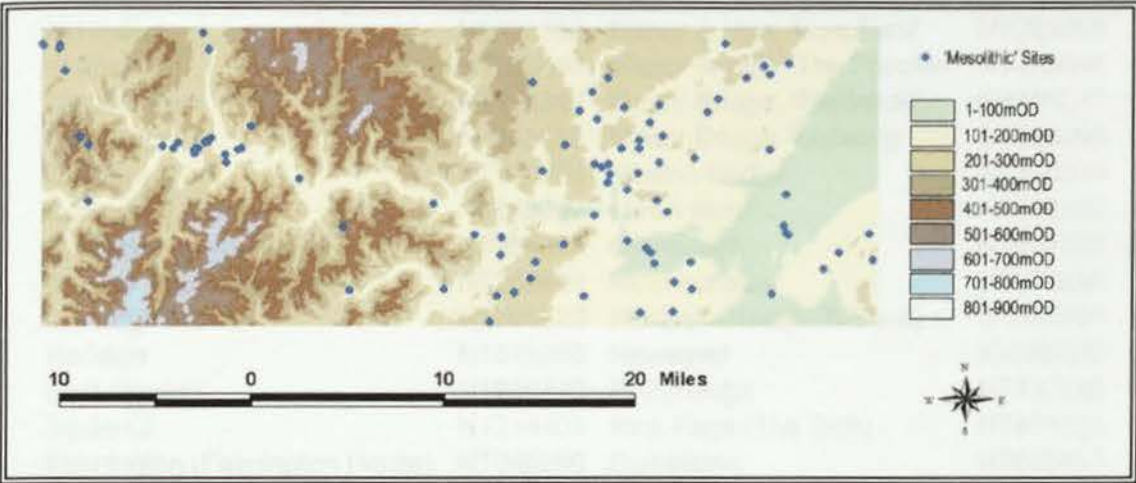 'Mesolithic' Sites
1-100mOD
101-200mOD
201-300mOD
301-400mOD
401-500mOD
501-600mOD
601-700mOD
701-800mOD
801-900mOD
10 0 10 20 Miles
N
W E
S